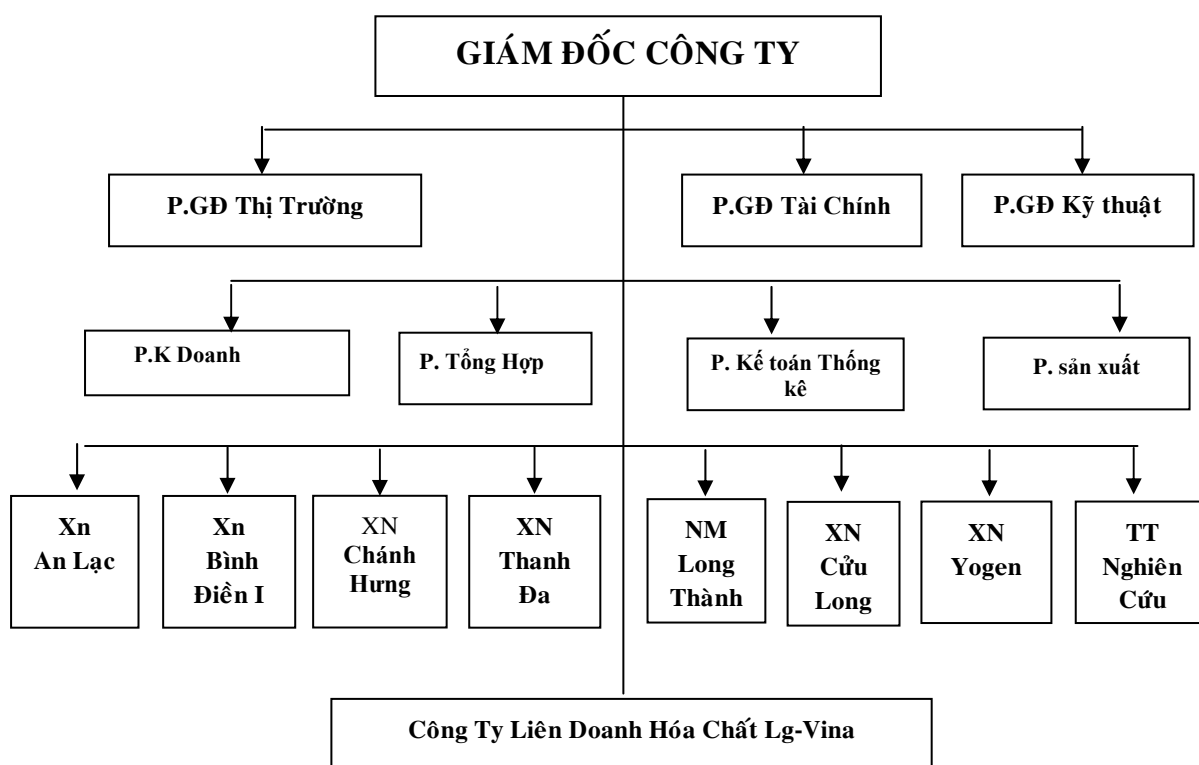 GIÁM ĐỐC CÔNG TY
P.GĐ Thị Trường
P.GĐ Tài Chính
P.GĐ Kỹ thuật
P.K Doanh
P. Tổng Hợp
P. Kế toán Thống
kê
P. sản xuất
Xn
An Lạc
Xn
Bình
Điền I
XN
Chánh
Hưng
XN
Thanh
Đa
NM
Long
Thành
XN
Cửu
Long
XN
Yogen
TT
Nghiên
Cứu
Công Ty Liên Doanh Hóa Chất Lg-Vina